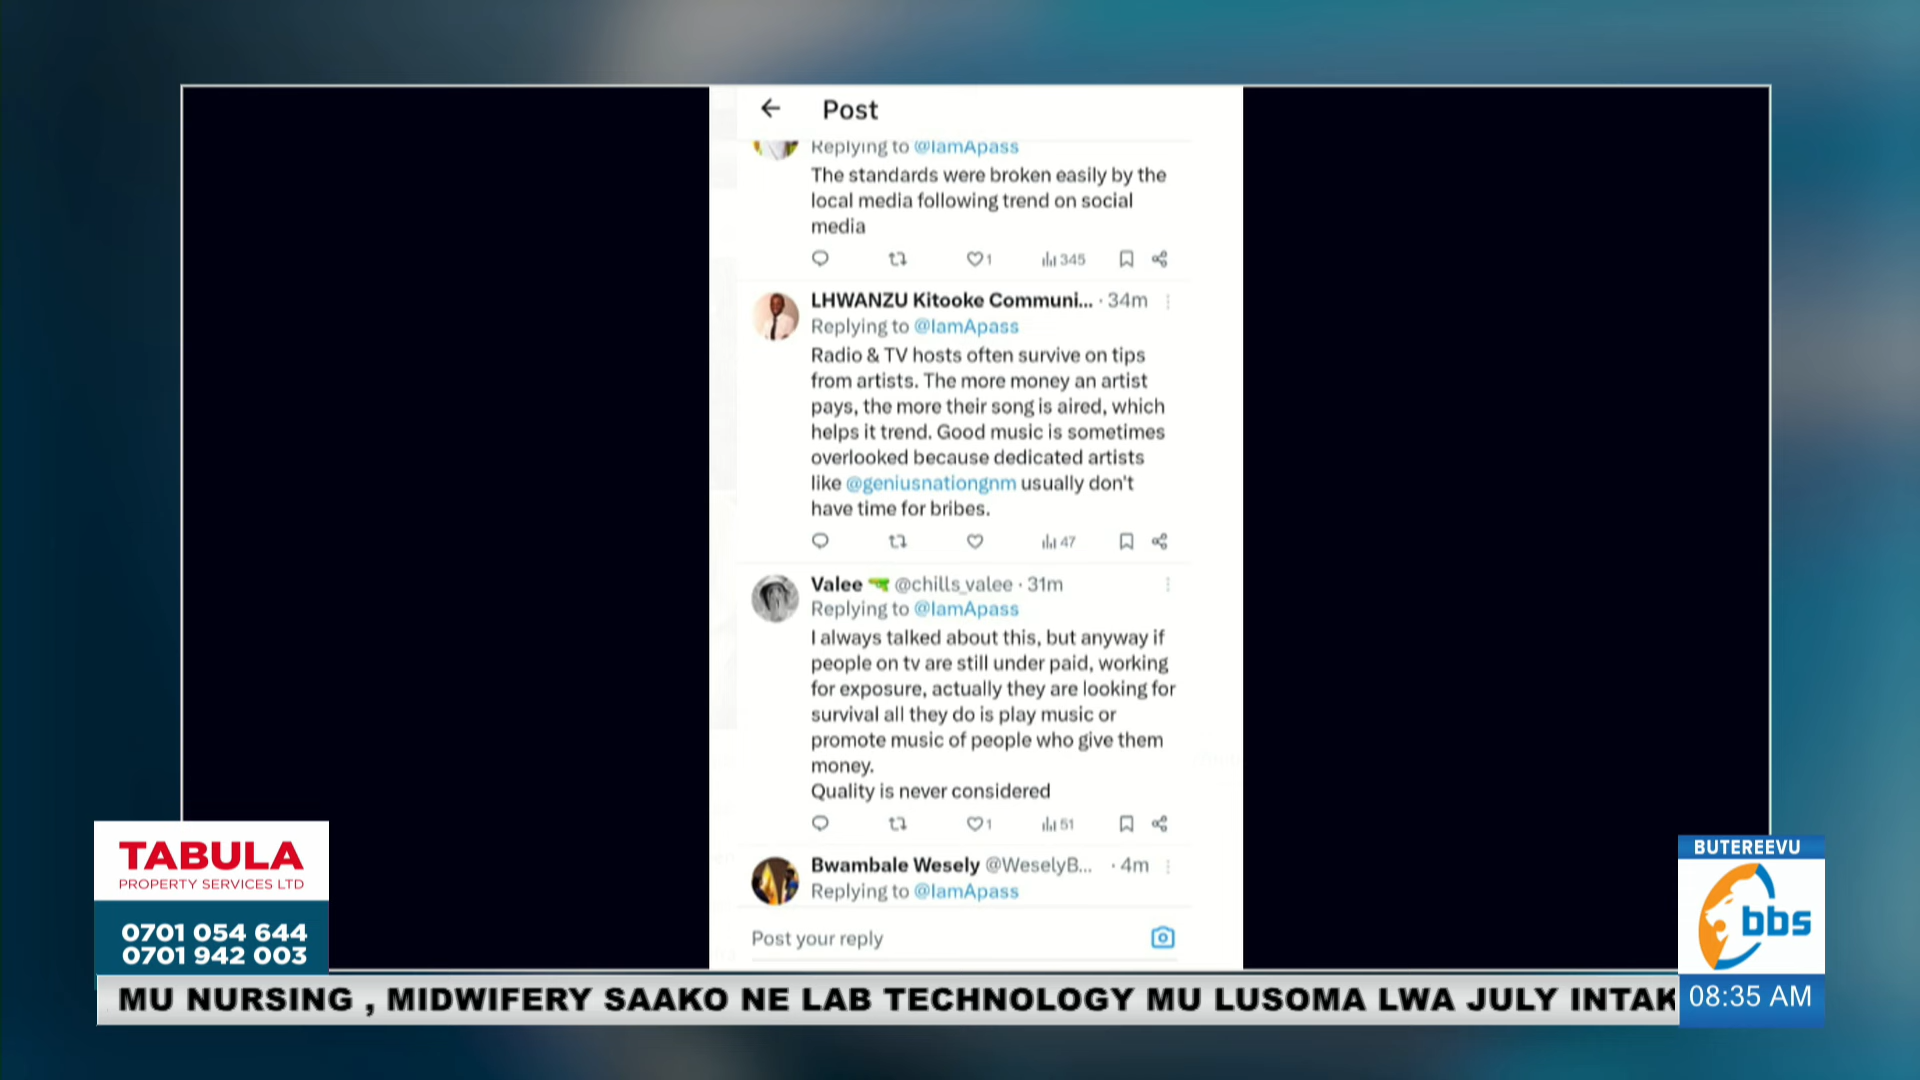 Post
Replying to @IamApass
The standards were broken easily by the
local media following trend on social
media
1
345
LHWANZU Kitooke Communi... · 34m
Replying to @IamApass
Radio & TV hosts often survive on tips
from artists. The more money an artist
pays, the more their song is aired, which
helps it trend. Good music is sometimes
overlooked because dedicated artists
like @geniusnationgnm usually don't
have time for bribes.
47
Valee @chills_valee · 31m
Replying to @IamApass
I always talked about this, but anyway if
people on tv are still under paid, working
for exposure, actually they are looking for
survival all they do is play music or
promote music of people who give them
money.
Quality is never considered
1
51
Bwambale Wesely @WeselyB... · 4m
Replying to @IamApass
Post your reply
TABULA
PROPERTY SERVICES LTD
0701 054 644
0701 942 003
BUTEREEVU
bbs
MU NURSING , MIDWIFERY SAAKO NE LAB TECHNOLOGY MU LUSOMA LWA JULY INTAK
08:35 AM